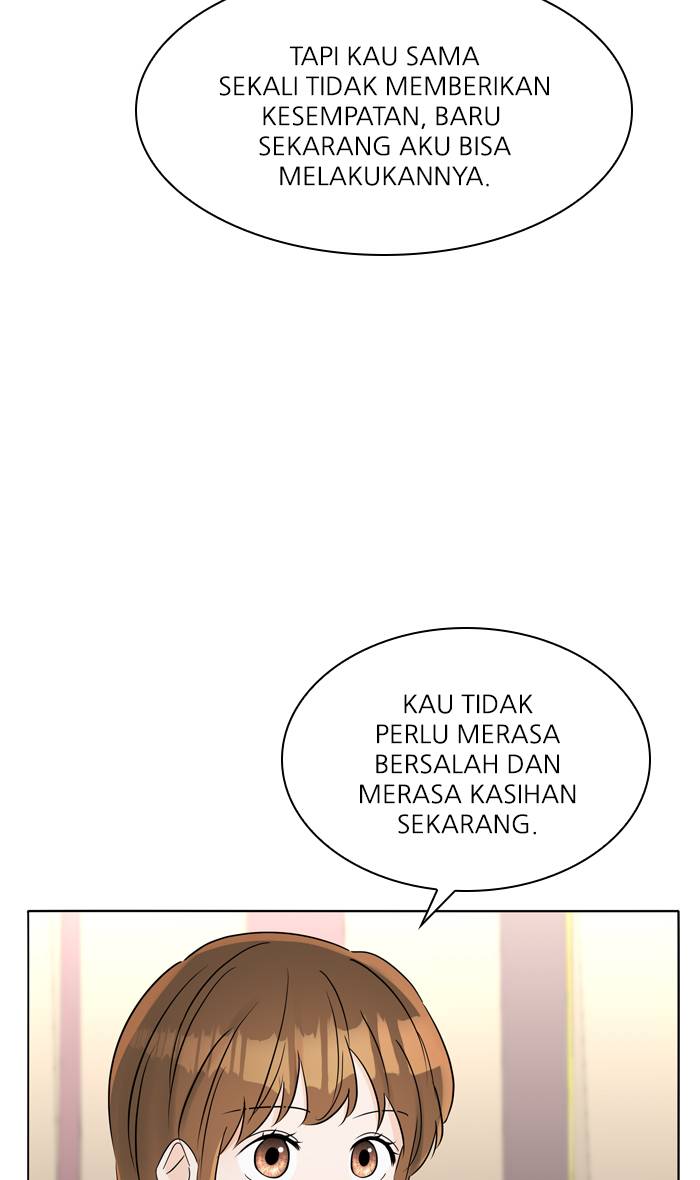 TAPI KAU SAMA
SEKALI TIDAK MEMBERIKAN
KESEMPATAN, BARU
SEKARANG AKU BISA
MELAKUKANNYA.
KAU TIDAK
PERLU MERASA
BERSALAH DAN
MERASA KASIHAN
SEKARANG.